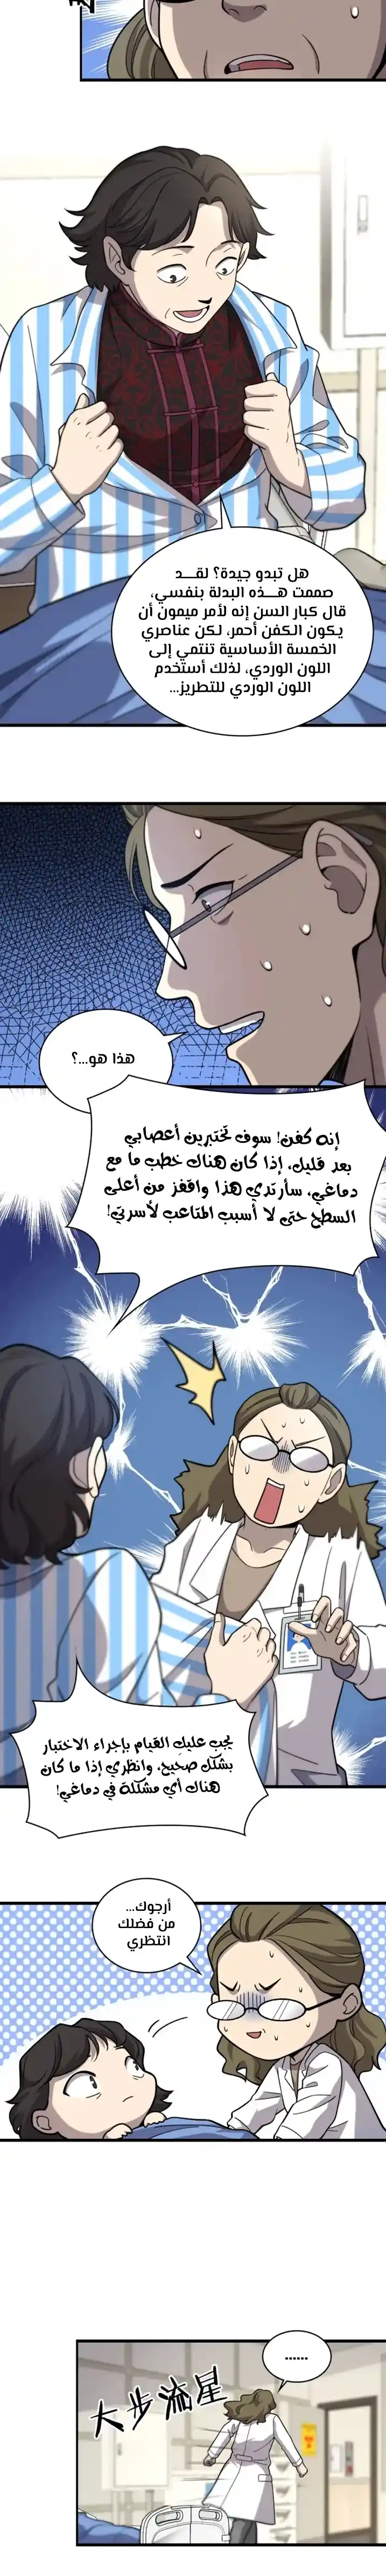 هل تبدو جيدة؟ لقد
صممت هذه البدلة بنفسي،
قال كبار السن إنه لأمر ميمون أن
يكون الكفن أحمر، لكن عناصري
الخمسة الأساسية تنتمي إلى
اللون الوردي، لذلك أستخدم
اللون الوردي للتطريز...
هذا هو...؟
إنه كفن! سوف تختبرين أعصابي
بعد قليل، إذا كان هناك خطب ما مع
دماغي، سأرتدي هذا واقفز من أعلى
السطح حتى لا أسبب المتاعب لأسرتي!
يجب عليكِ القيام بإجراء الاختبار
بشكل صحيح، وانظري إذا ما كان
هناك أي مشكلة في دماغي!
أرجوك...
من فضلك
انتظري
......
大步流星